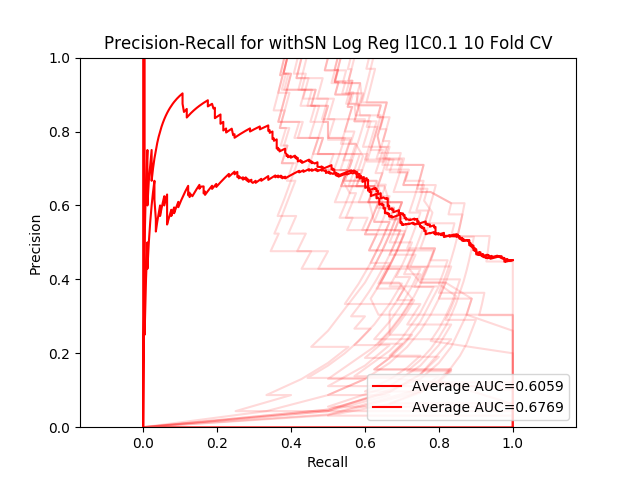 Precision-Recall for withSN Log Reg l1C0.1 10 Fold CV
1.0
0.8
0.6
0.4
0.2
0.0
Precision
0.0 0.2 0.4 0.6 0.8 1.0
Recall
Average AUC=0.6059
Average AUC=0.6769